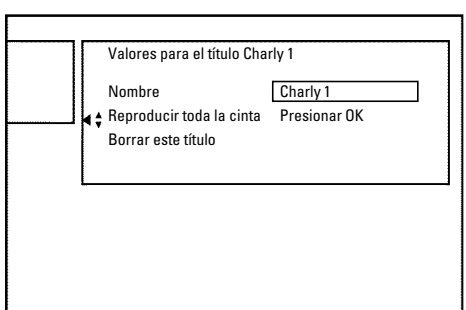 Valores para el título Charly 1
Nombre Charly 1
Reproducir toda la cinta Presionar OK
Borrar este título